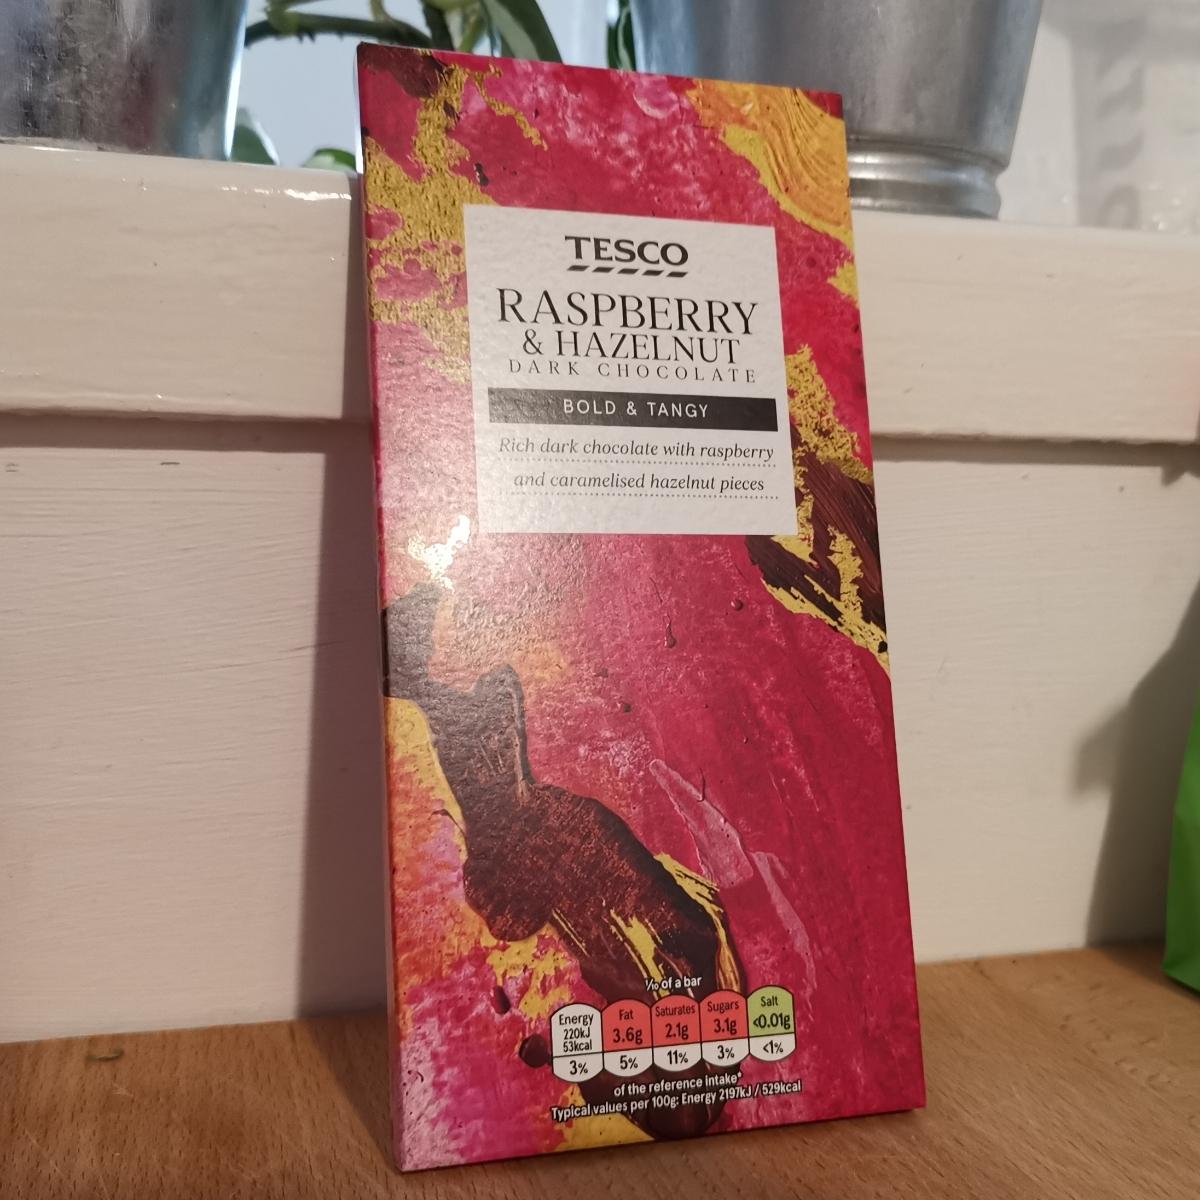 TESCO
RASPBERRY
& HAZELNUT
DARK CHOCOLATE
BOLD & TANGY
Rich dark chocolate with raspberry
and caramelised hazelnut pieces
1/10 of a bar
Energy
220kJ
53kcal
3%
Fat
3.6g
5%
Saturates
2.1g
11%
Sugars
3.1g
3%
Salt
<0.01g
<1%
of the reference intake*
Typical values per 100g: Energy 2197kJ / 529kcal